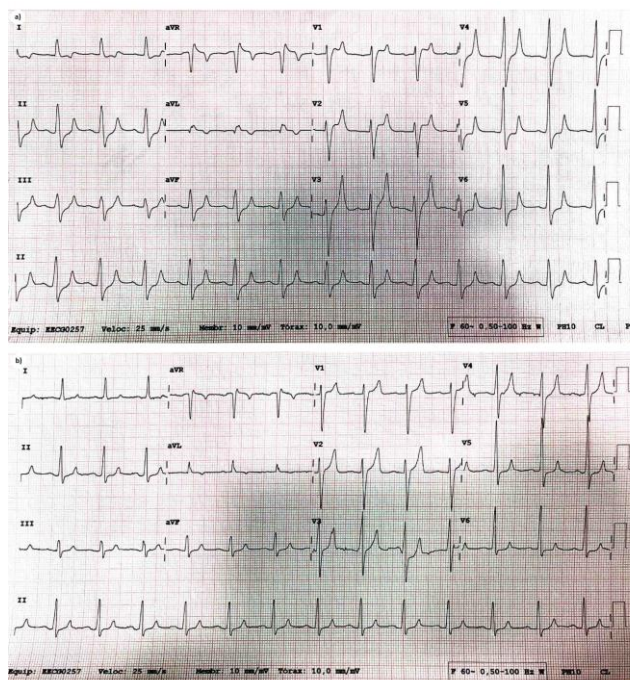 a)
I aVR V1 V4
II aVL V2 V5
III aVF V3 V6
II
Equip: EECG0257 Veloc: 25 mm/s Membr: 10 mm/mV Tórax: 10,0 mm/mV F 60~ 0,50-100 Hz W PH10 CL P
b)
I aVR V1 V4
II aVL V2 V5
III aVF V3 V6
II
Equip: EECG0257 Veloc: 25 mm/s Membr: 10 mm/mV Tórax: 10,0 mm/mV F 60~ 0,50-100 Hz W PH10 CL